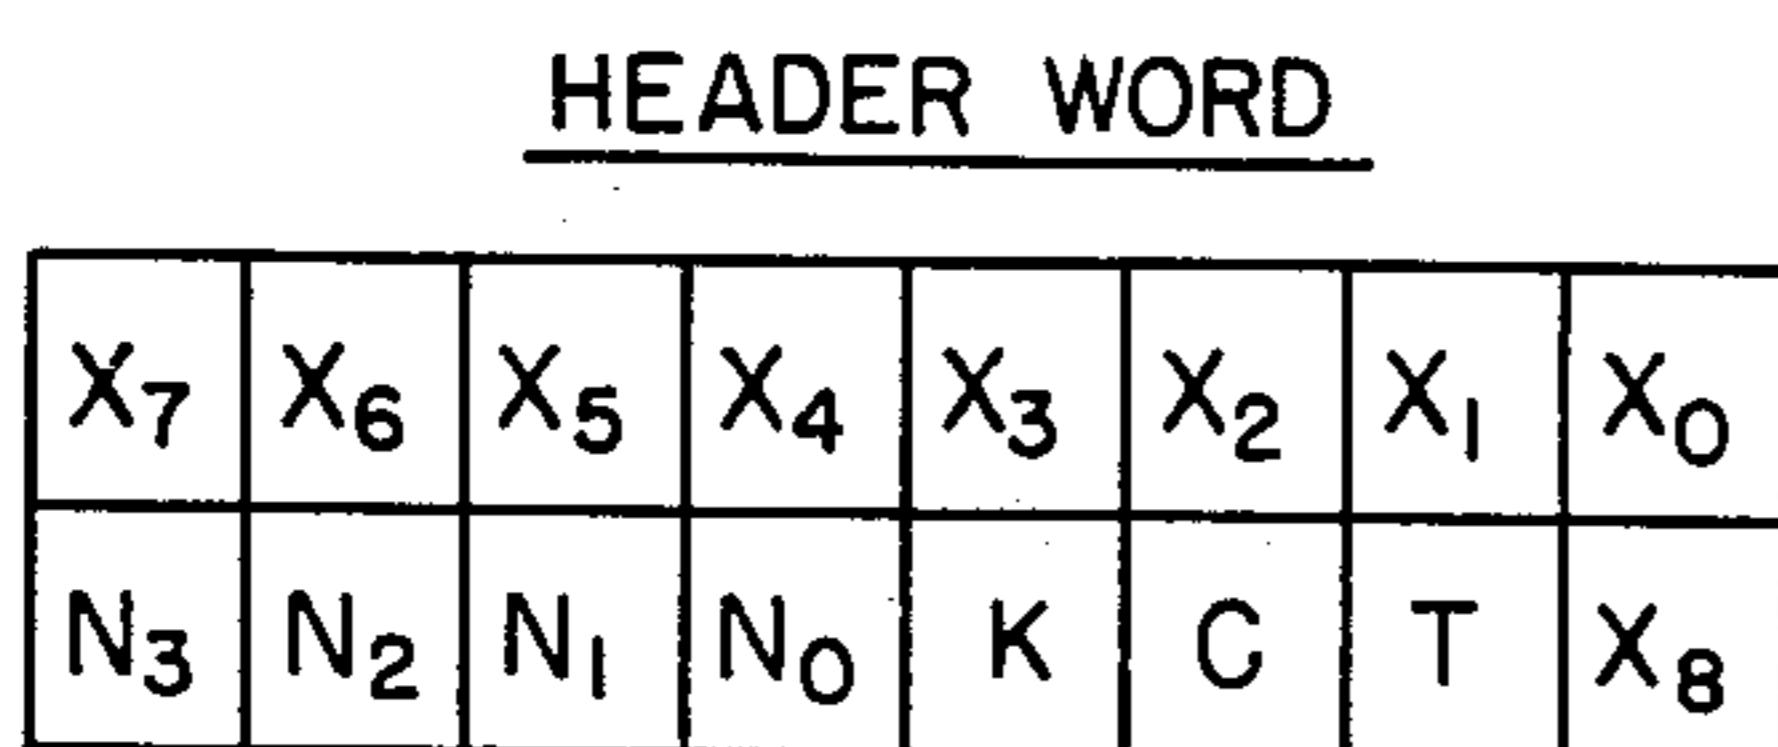 HEADER WORD
X₇ X₆ X₅ X₄ X₃ X₂ X₁ X₀
N₃ N₂ N₁ N₀ K C T X₈